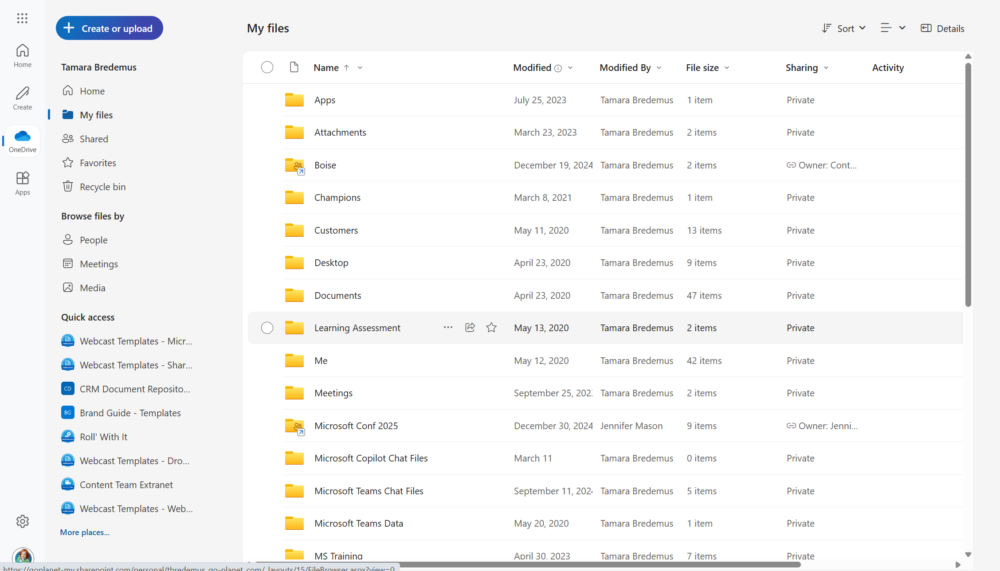 Create or upload
My files
Sort
Details
Home
Create
OneDrive
Apps
Tamara Bredemus
Home
My files
Shared
Favorites
Recycle bin
Browse files by
People
Meetings
Media
Quick access
Webcast Templates - Micr...
Webcast Templates - Shar...
CD CRM Document Reposito...
BG Brand Guide - Templates
Roll' With It
Webcast Templates - Dro...
Content Team Extranet
Webcast Templates - Web...
More places...
Name Modified Modified By File size Sharing Activity
Apps July 25, 2023 Tamara Bredemus 1 item Private
Attachments March 23, 2023 Tamara Bredemus 2 items Private
Boise December 19, 2024 Tamara Bredemus 2 items Owner: Cont...
Champions March 8, 2021 Tamara Bredemus 1 item Private
Customers May 11, 2020 Tamara Bredemus 13 items Private
Desktop April 23, 2020 Tamara Bredemus 9 items Private
Documents April 23, 2020 Tamara Bredemus 47 items Private
Learning Assessment May 13, 2020 Tamara Bredemus 2 items Private
Me May 12, 2020 Tamara Bredemus 42 items Private
Meetings September 25, 202 Tamara Bredemus 2 items Private
Microsoft Conf 2025 December 30, 2024 Jennifer Mason 9 items Owner: Jenni...
Microsoft Copilot Chat Files March 11 Tamara Bredemus 0 items Private
Microsoft Teams Chat Files September 11, 202 Tamara Bredemus 5 items Private
Microsoft Teams Data May 20, 2020 Tamara Bredemus 1 item Private
MS Training April 30, 2023 Tamara Bredemus 7 items Private
https://goplanet-my.sharepoint.com/personal/tbredemus_go-planet_com/_layouts/15/FileBrowser.aspx?view=0